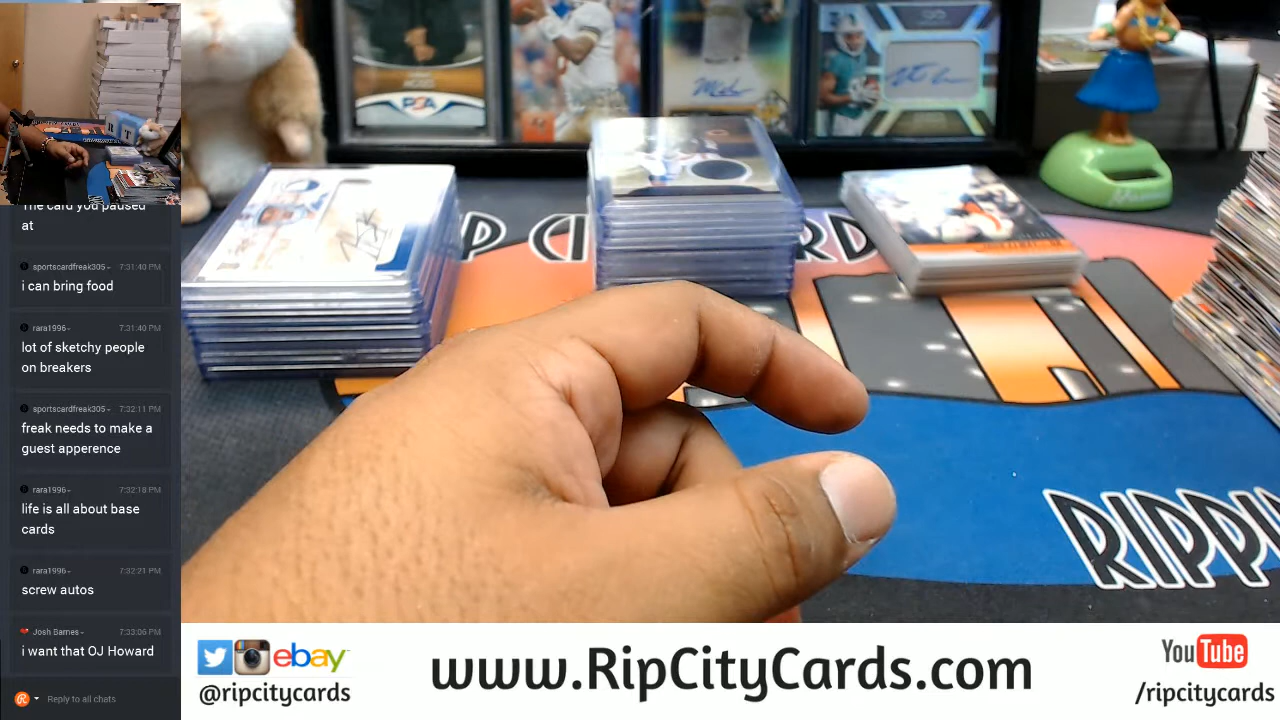 The card you paused
at
sportscardfreak305
7:31:40 PM
i can bring food
rara1996
7:31:40 PM
lot of sketchy people
on breakers
sportscardfreak305
7:32:11 PM
freak needs to make a
guest apperence
rara1996
7:32:18 PM
life is all about base
cards
rara1996
7:32:21 PM
screw autos
Josh Barnes
7:33:06 PM
i want that OJ Howard
Reply to all chats
PSA
RIPPI
ebay
@ripcitycards
www.RipCityCards.com
YouTube
/ripcitycards